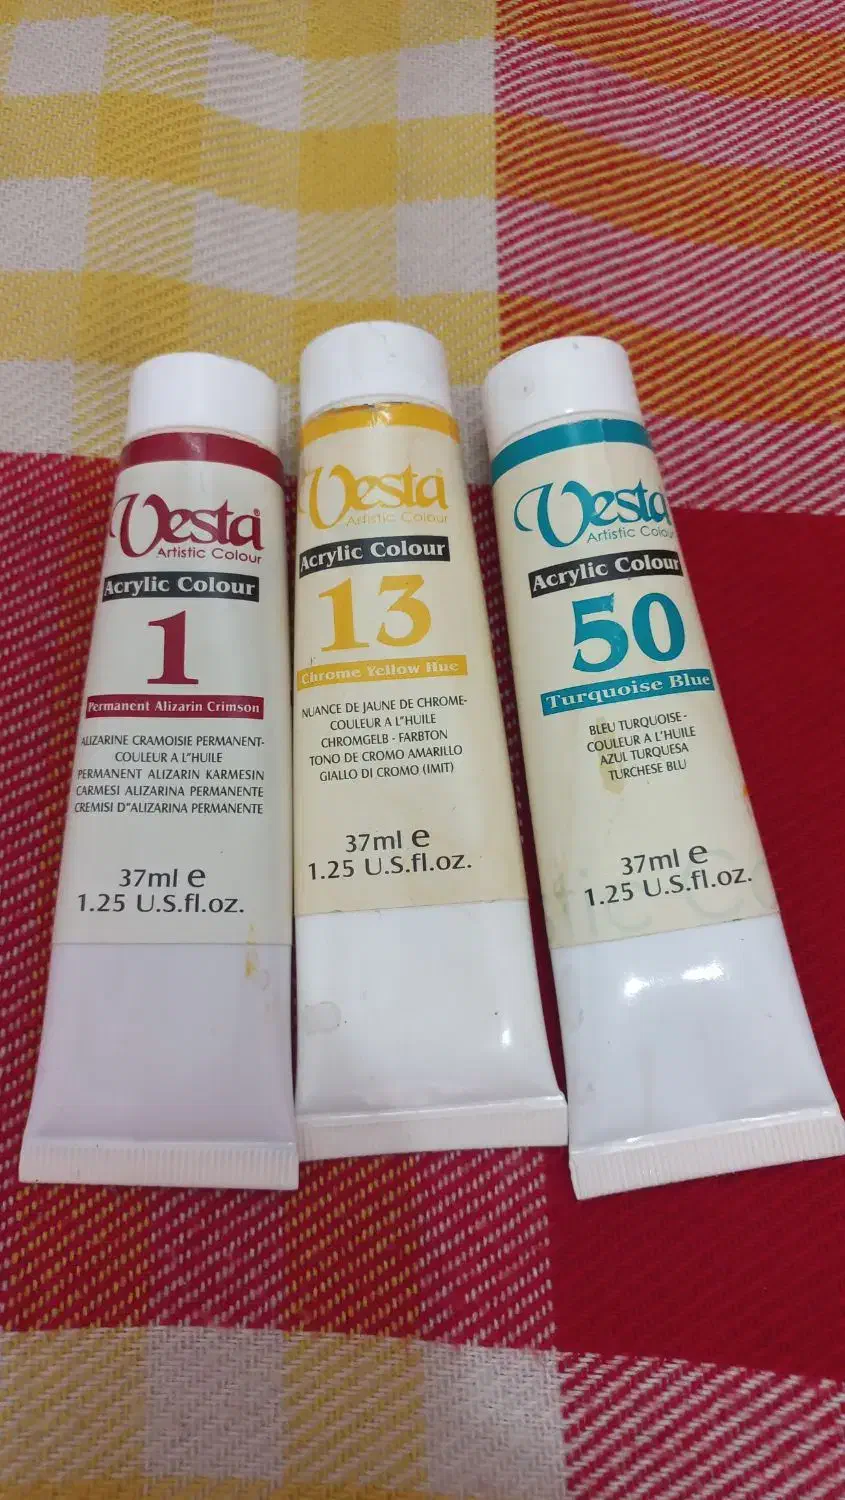 Vesta®
Artistic Colour
Acrylic Colour
1
Permanent Alizarin Crimson
ALIZARINE CRAMOISIE PERMANENT-
COULEUR A L"HUILE
PERMANENT ALIZARIN KARMESIN
CARMESI ALIZARINA PERMANENTE
CREMISI D"ALIZARINA PERMANENTE
37ml e
1.25 U.S.fl.oz.
Vesta
Artistic Colour
Acrylic Colour
13
Chrome Yellow Hue
NUANCE DE JAUNE DE CHROME-
COULEUR A L"HUILE
CHROMGELB - FARBTON
TONO DE CROMO AMARILLO
GIALLO DI CROMO (IMIT)
37ml e
1.25 U.S.fl.oz.
Vesta
Artistic Colour
Acrylic Colour
50
Turquoise Blue
BLEU TURQUOISE-
COULEUR A L'HUILE
AZUL TURQUESA
TURCHESE BLU
37ml e
1.25 U.S.fl.oz.